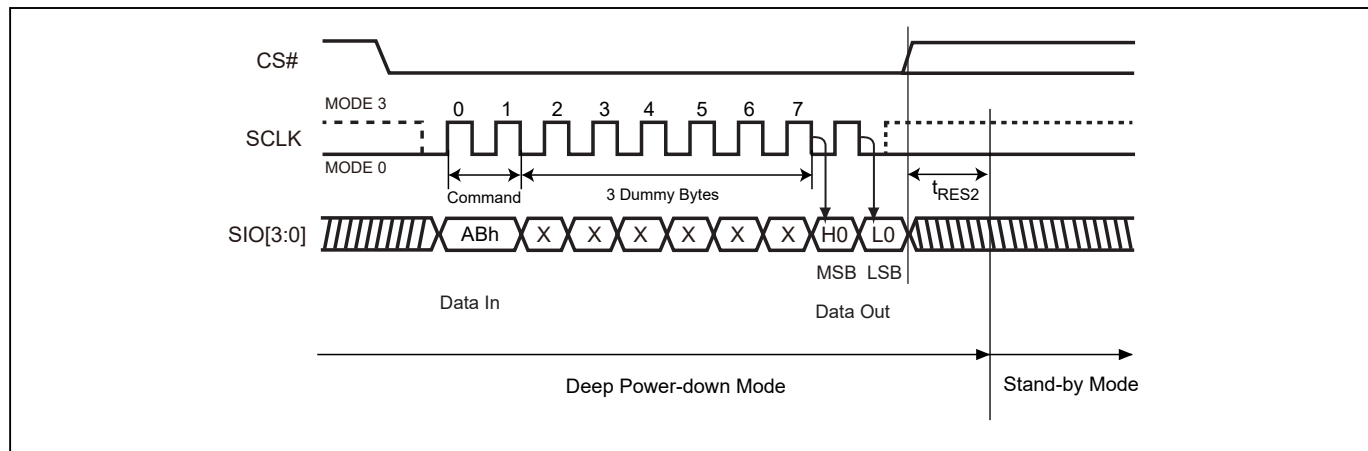 CS#
MODE 3
0 1 2 3 4 5 6 7
SCLK
MODE 0
Command
3 Dummy Bytes
tRES2
SIO[3:0]
ABh X X X X X X H0 L0
MSB LSB
Data In
Data Out
Deep Power-down Mode
Stand-by Mode